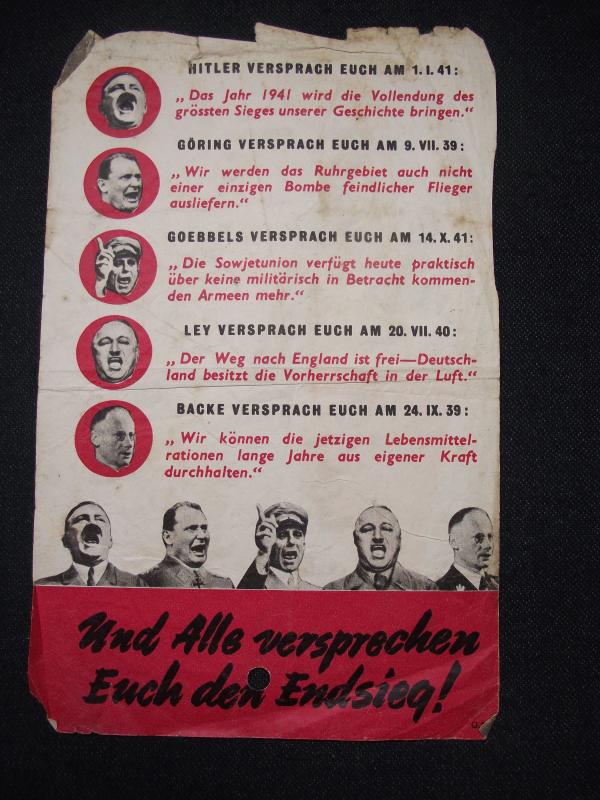 HITLER VERSPRACH EUCH AM 1. I. 41:
„Das Jahr 1941 wird die Vollendung des
grössten Sieges unserer Geschichte bringen.“
GÖRING VERSPRACH EUCH AM 9. VII. 39:
„Wir werden das Ruhrgebiet auch nicht
einer einzigen Bombe feindlicher Flieger
ausliefern.“
GOEBBELS VERSPRACH EUCH AM 14. X. 41:
„Die Sowjetunion verfügt heute praktisch
über keine militärisch in Betracht kommen-
den Armeen mehr.“
LEY VERSPRACH EUCH AM 20. VII. 40:
„Der Weg nach England ist frei—Deutsch-
land besitzt die Vorherrschaft in der Luft.“
BACKE VERSPRACH EUCH AM 24. IX. 39:
„Wir können die jetzigen Lebensmittel-
rationen lange Jahre aus eigener Kraft
durchhalten.“
Und Alle versprechen
Euch den Endsieg!